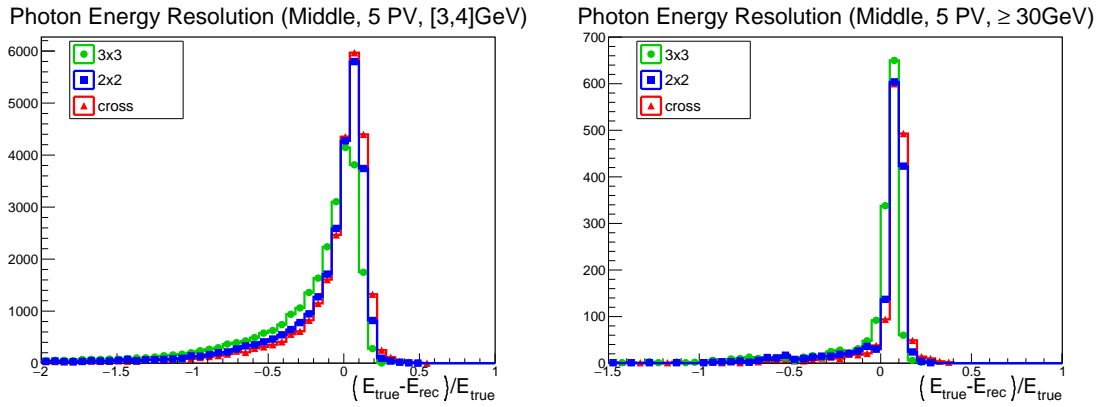 Photon Energy Resolution (Middle, 5 PV, [3,4]GeV)
6000
5000
4000
3000
2000
1000
0
3x3
2x2
cross
−2 −1.5 −1 −0.5 0 0.5 1
(E_true-E_rec)/E_true
Photon Energy Resolution (Middle, 5 PV, ≥ 30GeV)
700
600
500
400
300
200
100
0
3x3
2x2
cross
−1.5 −1 −0.5 0 0.5 1
(E_true-E_rec)/E_true